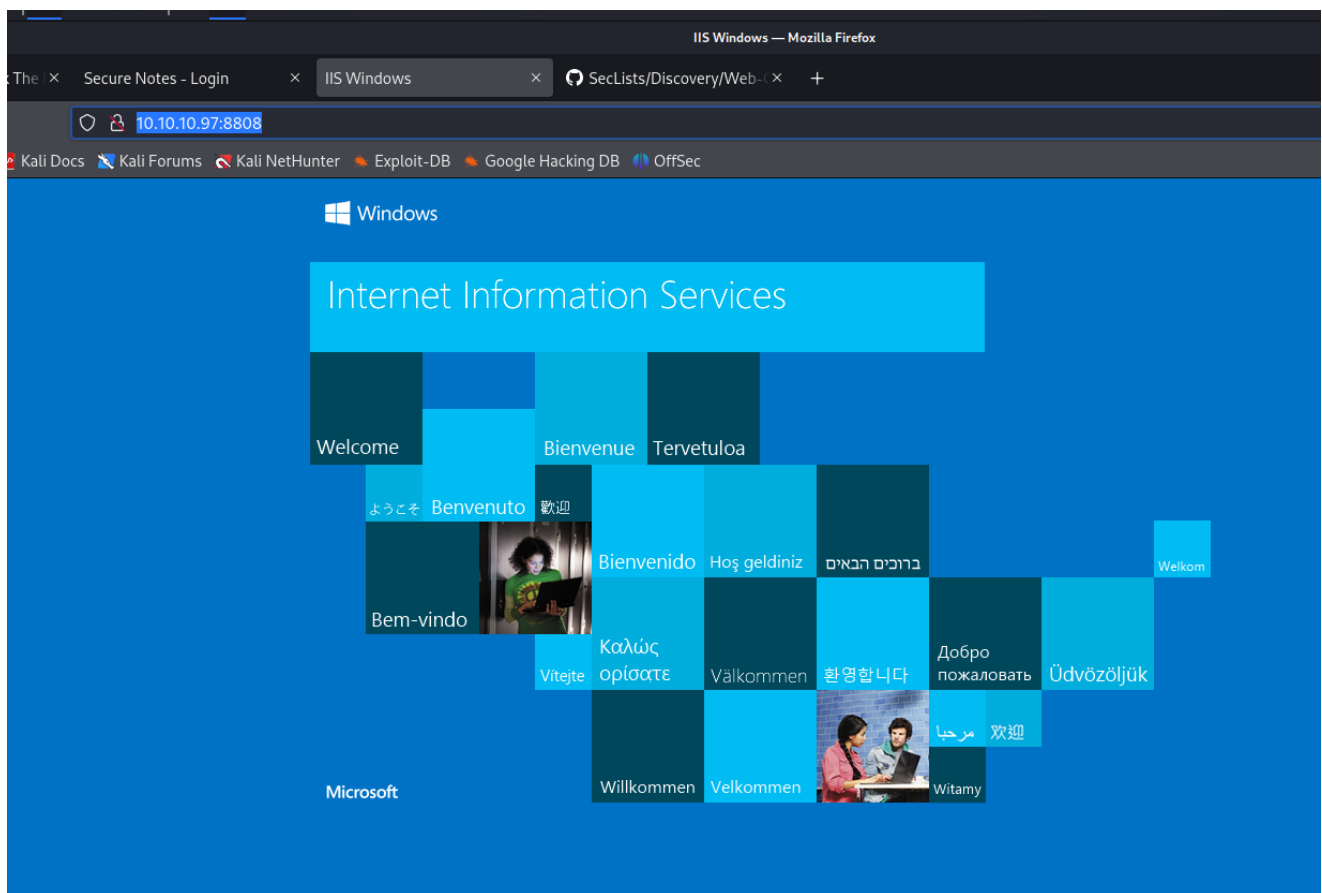 IIS Windows — Mozilla Firefox
The
Secure Notes - Login
IIS Windows
SecLists/Discovery/Web-
10.10.10.97:8808
Kali Docs Kali Forums Kali NetHunter Exploit-DB Google Hacking DB OffSec
Windows
Internet Information Services
Welcome
Bienvenue
Tervetuloa
ようこそ
Benvenuto
歡迎
Bienvenido
Hoş geldiniz
ברוכים הבאים
Welkom
Bem-vindo
Vítejte
Καλώς
ορίσατε
Välkommen
환영합니다
Добро
пожаловать
Üdvözöljük
مرحبا
欢迎
Microsoft
Willkommen
Velkommen
Witamy